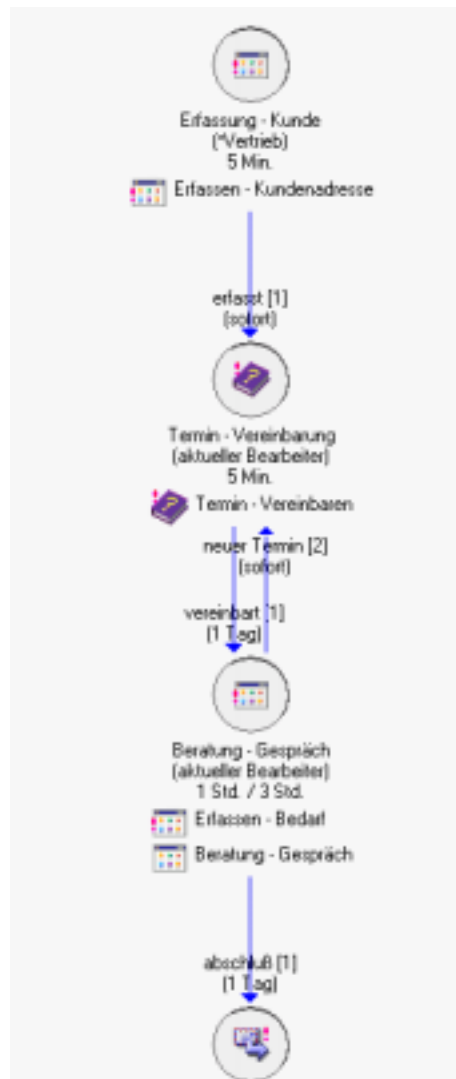 Erfassung - Kunde
(*Vertrieb)
5 Min.
Erfassen - Kundenadresse
erfasst [1]
(sofort)
Termin - Vereinbarung
(aktueller Bearbeiter)
5 Min.
Termin - Vereinbaren
neuer Termin [2]
(sofort)
vereinbart [1]
(1 Tag)
Beratung - Gespräch
(aktueller Bearbeiter)
1 Std. / 3 Std.
Erfassen - Bedarf
Beratung - Gespräch
abschluß [1]
(1 Tag)